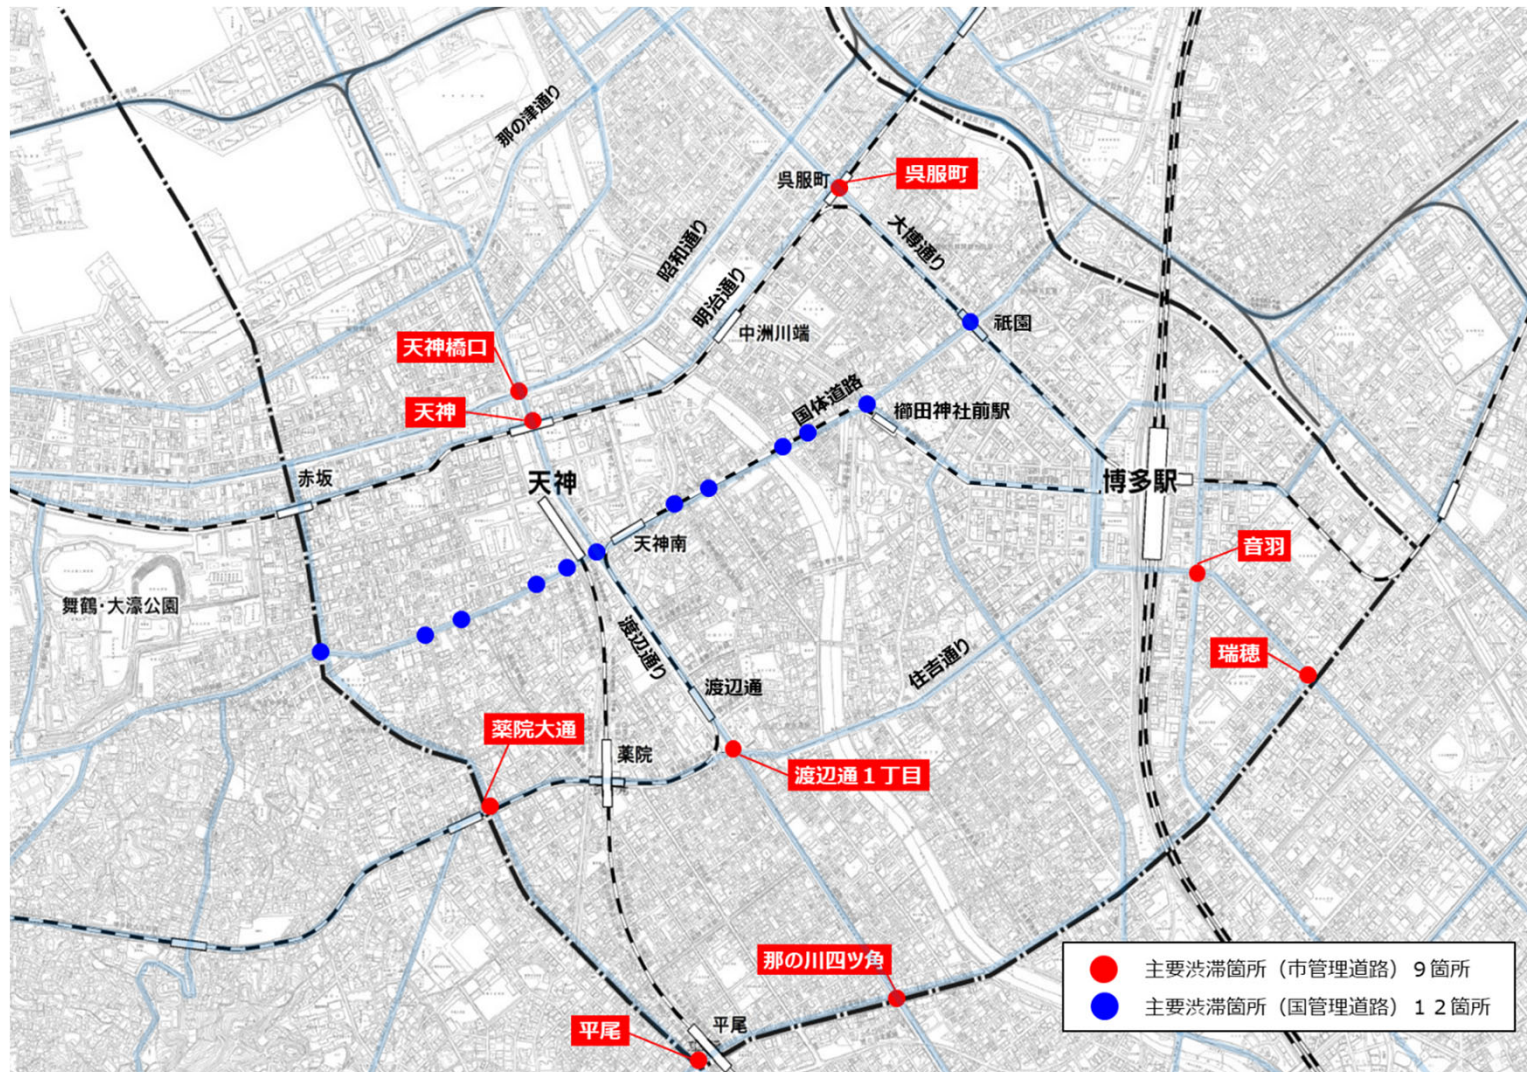 那の津通り
呉服町
呉服町
大博通り
昭和通り
明治通り
中洲川端
祇園
天神橋口
天神
国体道路
櫛田神社前駅
赤坂
天神
博多駅
天神南
音羽
舞鶴・大濠公園
渡辺通り
住吉通り
瑞穂
渡辺通
薬院大通
薬院
渡辺通1丁目
那の川四ツ角
平尾
平尾
主要渋滞箇所（市管理道路）９箇所
主要渋滞箇所（国管理道路）１２箇所